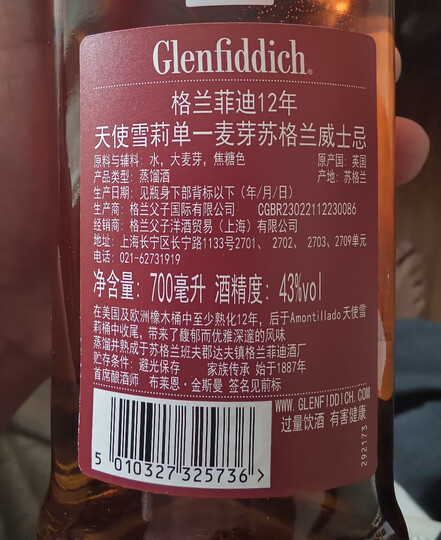 Glenfiddich®
格兰菲迪12年
天使雪莉单一麦芽苏格兰威士忌
原料与辅料：水，大麦芽，焦糖色 原产国：英国
产品类型：蒸馏酒 产地：苏格兰
生产日期：见瓶身下部背标以下（年/月/日）
生产商：格兰父子国际有限公司 CGBR23022112230086
经销商：格兰父子洋酒贸易（上海）有限公司
地址：上海长宁区长宁路1133号2701、2702、2703、2709单元
电话：021-62731919
净含量：700毫升 酒精度：43%vol
在美国及欧洲橡木桶中至少熟化12年，后于Amontillado天使雪
莉桶中收尾，带来了馥郁而优雅深邃的风味
蒸馏并熟成于苏格兰班夫郡达夫镇格兰菲迪酒厂
贮存条件：避光保存 家族传承 始于1887年
首席酿酒师 布莱恩·金斯曼 签名见前标
WWW.GLENFIDDICH.COM
过量饮酒 有害健康
292173
5 010327 325736 >